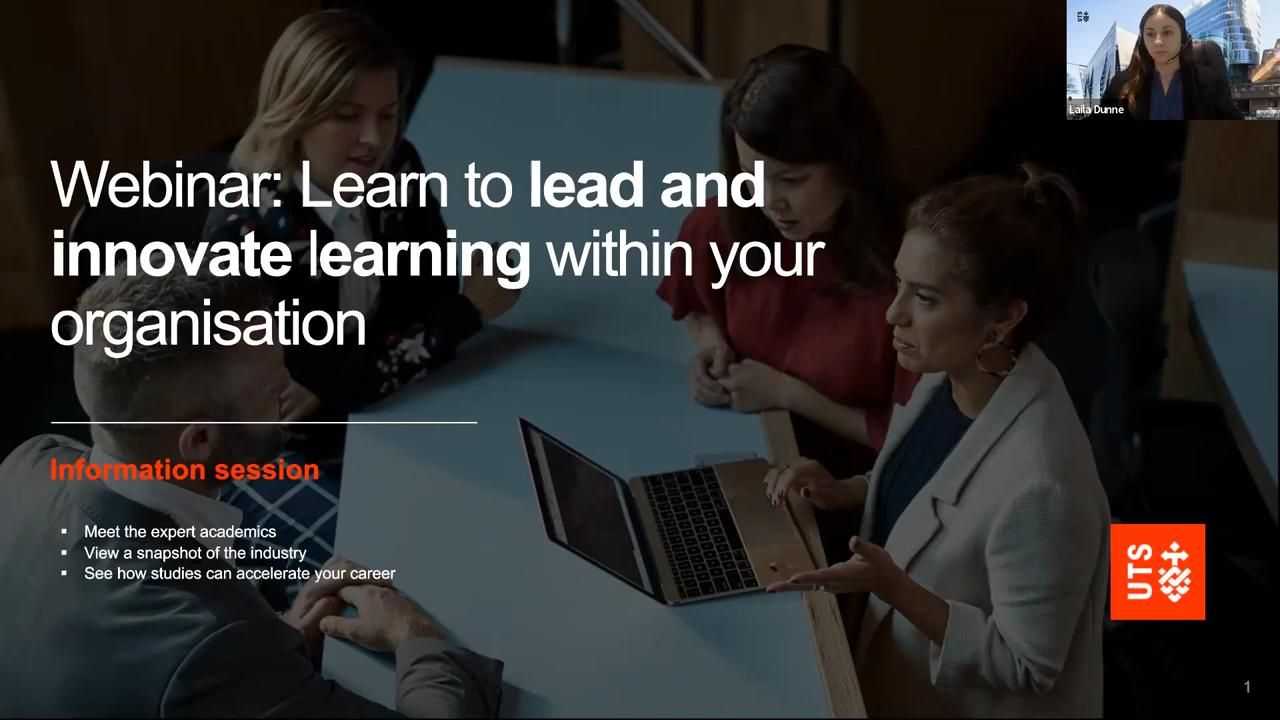 UTS
Laila Dunne
Webinar: Learn to lead and
innovate learning within your
organisation
Information session
▪ Meet the expert academics
▪ View a snapshot of the industry
▪ See how studies can accelerate your career
UTS
1